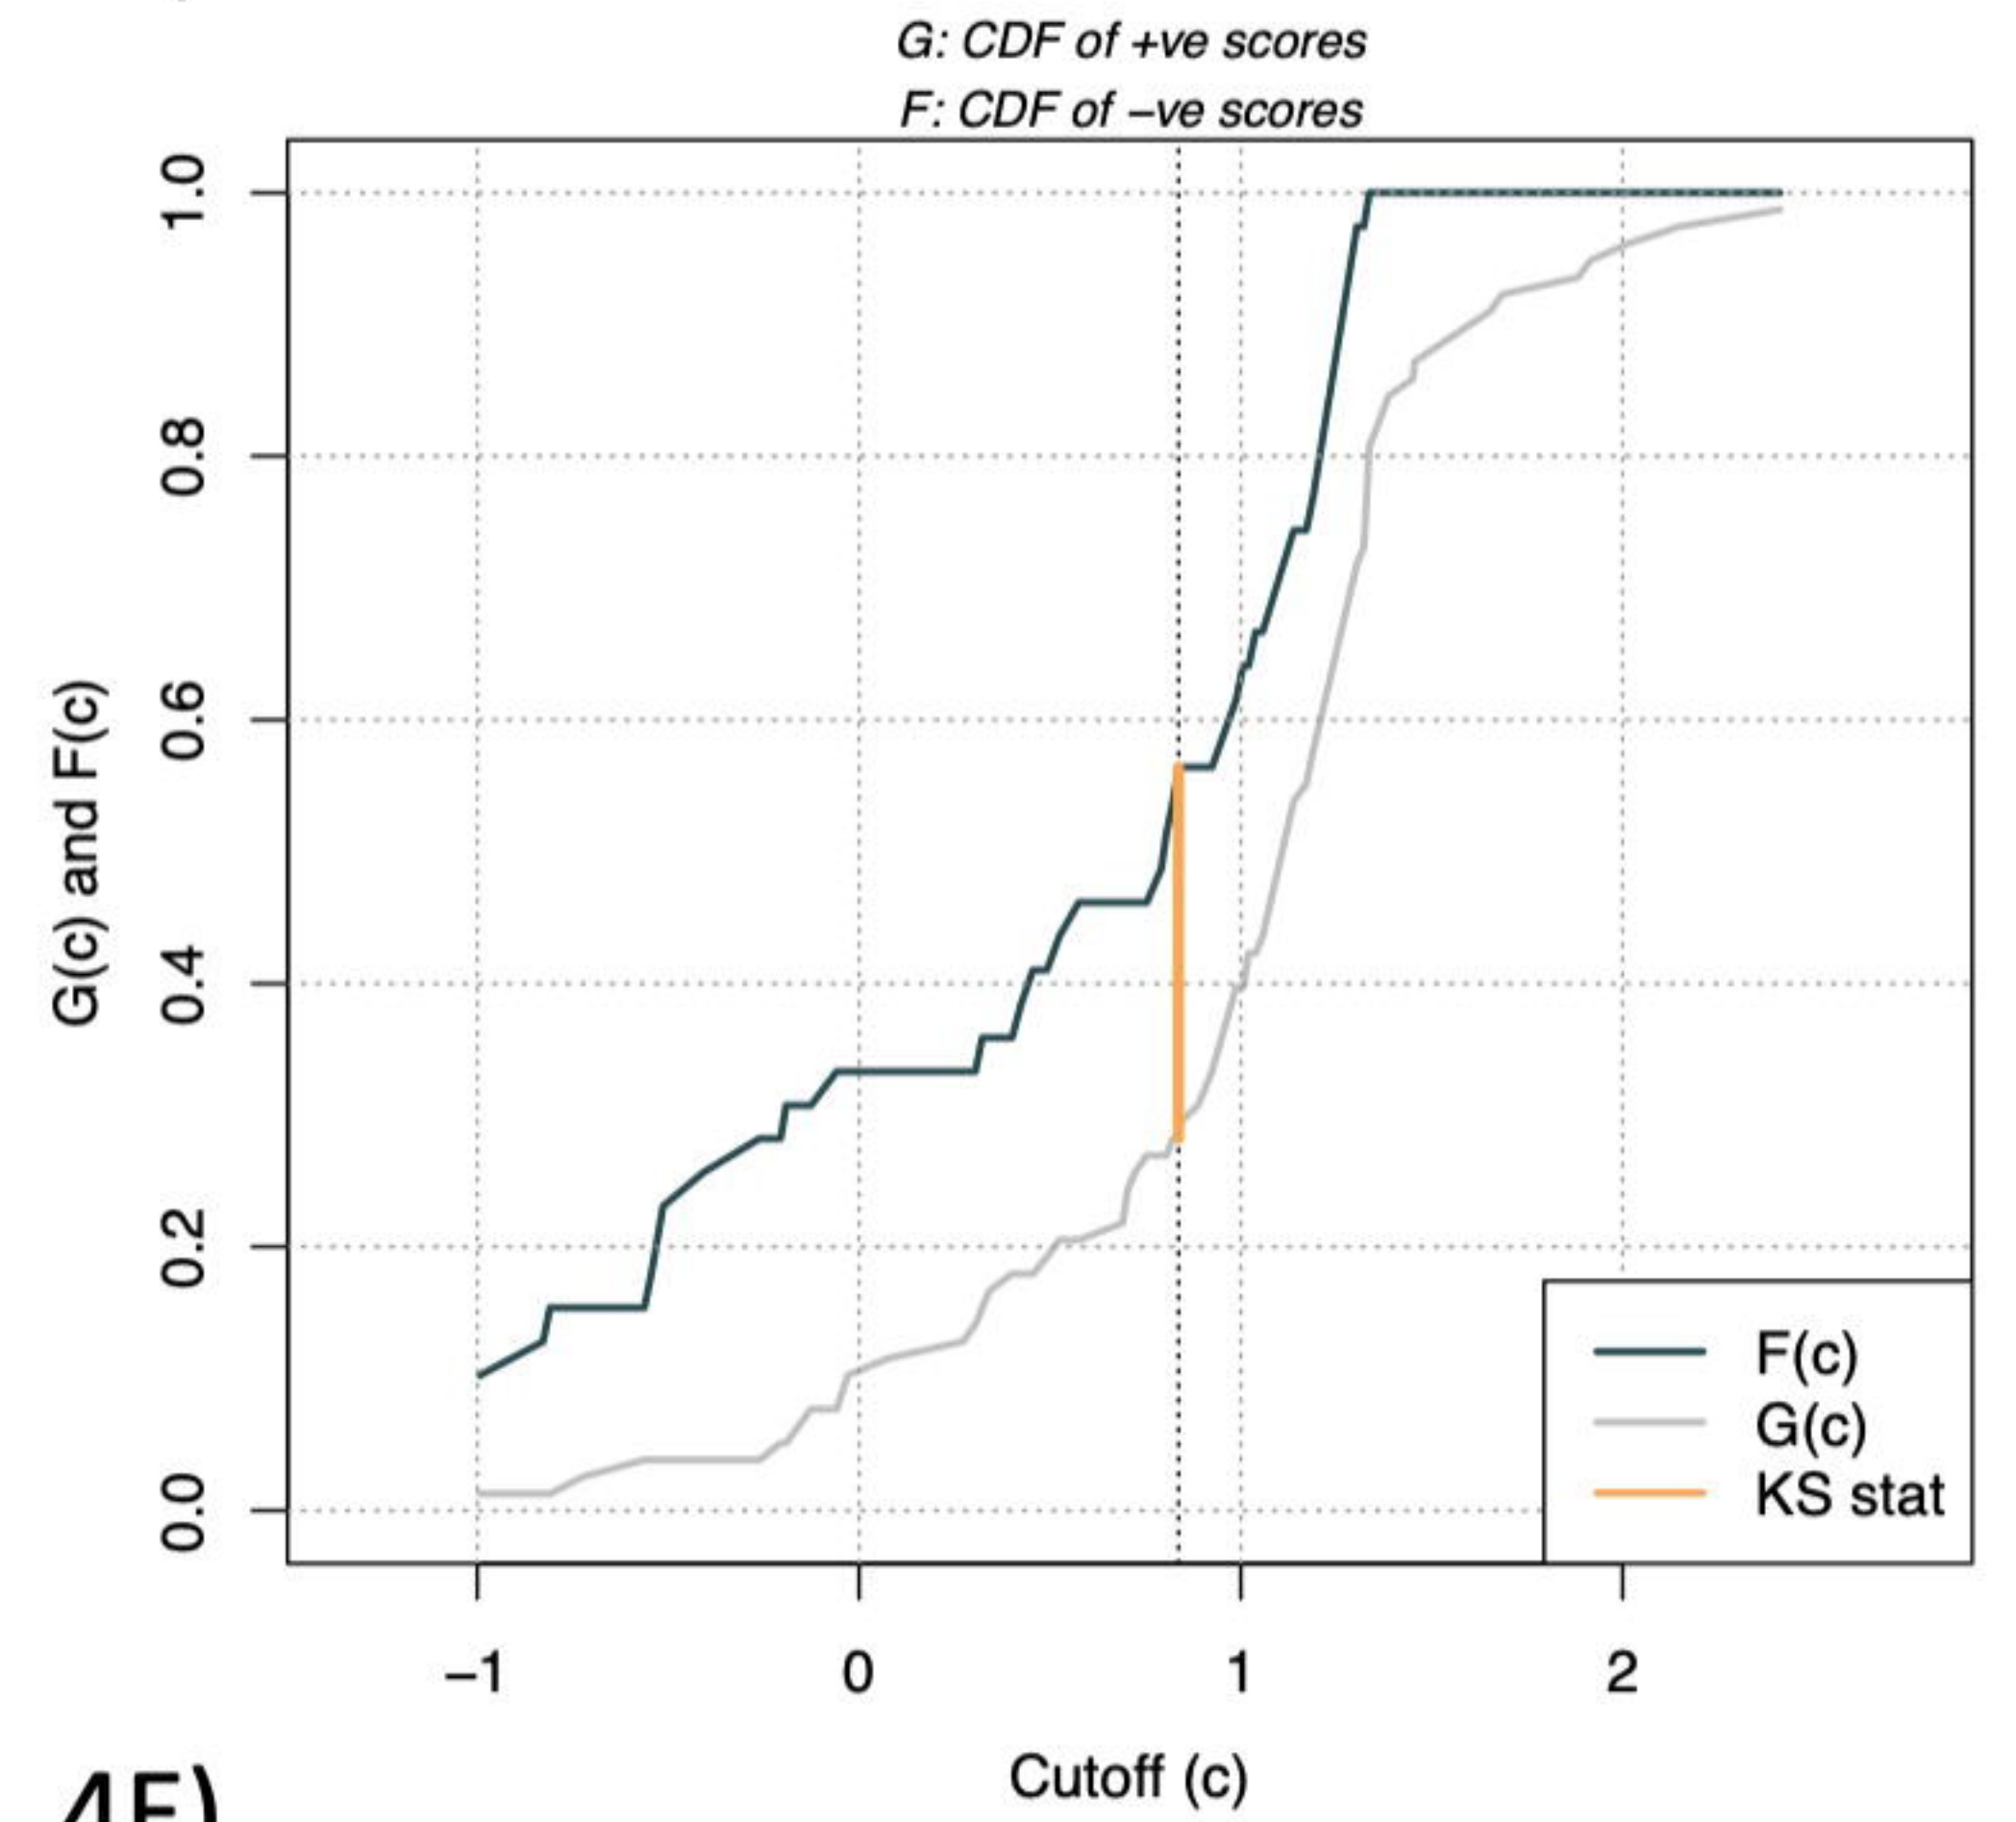 G: CDF of +ve scores
F: CDF of –ve scores
1.0
0.8
0.6
0.4
0.2
0.0
G(c) and F(c)
F(c)
G(c)
KS stat
–1 0 1 2
Cutoff (c)